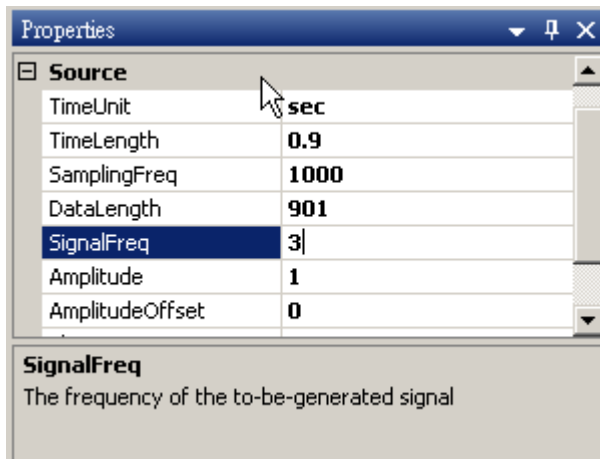 Properties
Source
TimeUnit sec
TimeLength 0.9
SamplingFreq 1000
DataLength 901
SignalFreq 3
Amplitude 1
AmplitudeOffset 0
SignalFreq
The frequency of the to-be-generated signal